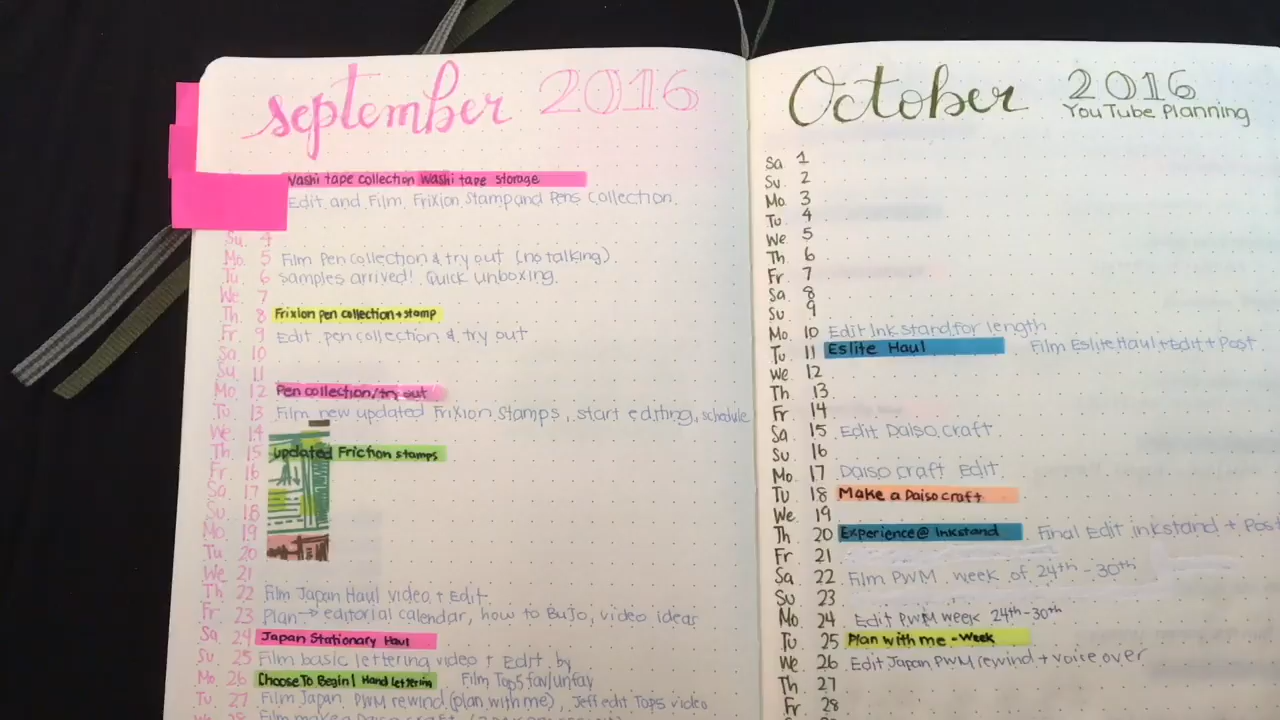 september 2016
Washi tape collection Washi tape storage
Edit and Film, Frixion Stamp and Pens Collection.
Su. 4
Mo. 5 Film Pen collection & try out (no talking).
Tu. 6 Samples arrived! Quick unboxing.
We. 7
Th. 8 Frixion pen collection + stamp
Fr. 9 Edit pen collection & try out
Sa. 10
Su. 11
Mo. 12 Pen collection/try out
Tu. 13 Film new updated Frixion Stamps, start editing, schedule
We. 14
Th. 15 updated Friction stamps
Fr. 16
Sa. 17
Su. 18
Mo. 19
Tu. 20
We. 21
Th. 22 Film Japan Haul video + Edit.
Fr. 23 Plan → editorial calendar, how to BuJo, video ideas
Sa. 24 Japan Stationary Haul
Su. 25 Film basic lettering video + Edit by
Mo. 26 Choose To Begin! Hand lettering Film Top5 fav/unfav
Tu. 27 Film Japan PWM rewind (plan with me), Jeff edit Top5 video
We. 28 Film make a Daiso craft
October 2016
YouTube Planning
Sa. 1
Su. 2
Mo. 3
Tu. 4
We. 5
Th. 6
Fr. 7
Sa. 8
Su. 9
Mo. 10 Edit Inkstand for length
Tu. 11 Eslite Haul Film Eslite Haul + Edit + Post
We. 12
Th. 13
Fr. 14
Sa. 15 Edit Daiso craft
Su. 16
Mo. 17 Daiso craft Edit
Tu. 18 Make a Daiso craft
We. 19
Th. 20 Experience @ Inkstand Final Edit inkstand + Post
Fr. 21
Sa. 22 Film PWM week of 24th - 30th
Su. 23
Mo. 24 Edit PWM week 24th-30th
Tu. 25 Plan with me - Week
We. 26 Edit Japan PWM rewind + voice over
Th. 27
Fr. 28